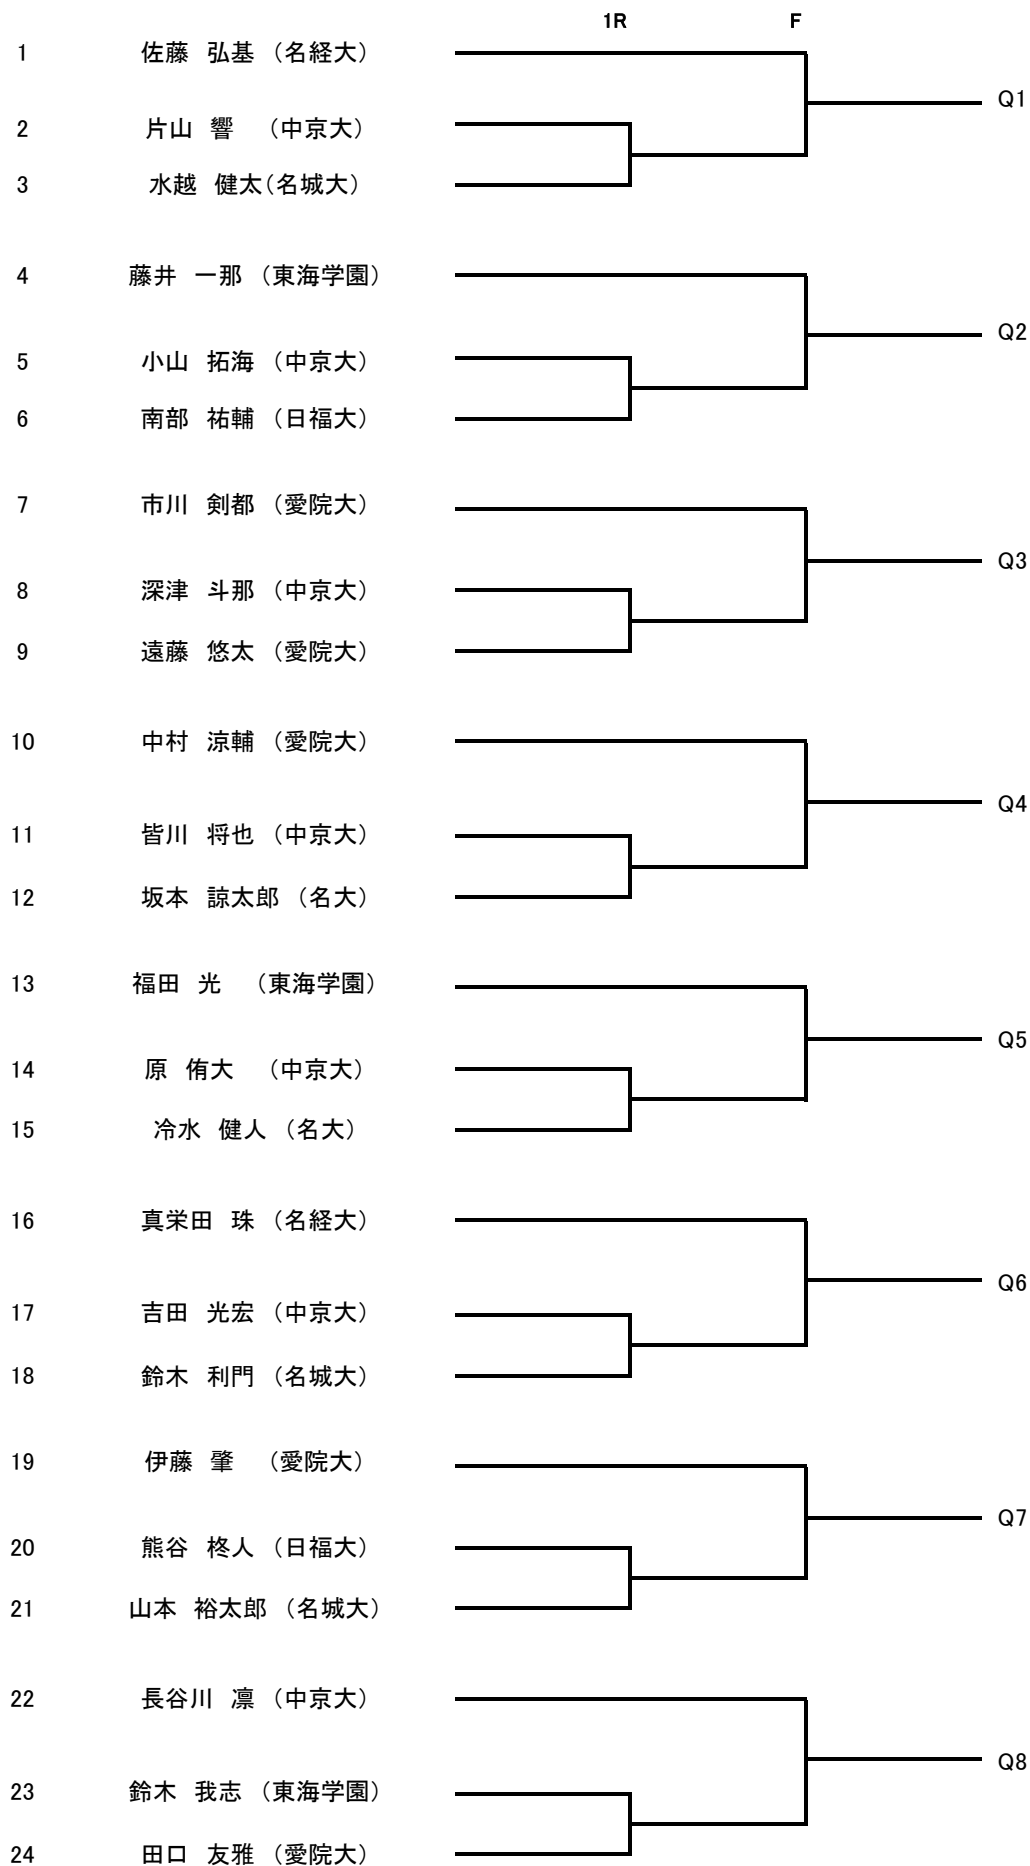 1R F
1 佐藤 弘基 (名経大)
Q1
2 片山 響 (中京大)
3 水越 健太(名城大)
4 藤井 一那 (東海学園)
Q2
5 小山 拓海 (中京大)
6 南部 祐輔 (日福大)
7 市川 剣都 (愛院大)
Q3
8 深津 斗那 (中京大)
9 遠藤 悠太 (愛院大)
10 中村 涼輔 (愛院大)
Q4
11 皆川 将也 (中京大)
12 坂本 諒太郎 (名大)
13 福田 光 (東海学園)
Q5
14 原 侑大 (中京大)
15 冷水 健人 (名大)
16 真栄田 珠 (名経大)
Q6
17 吉田 光宏 (中京大)
18 鈴木 利門 (名城大)
19 伊藤 肇 (愛院大)
Q7
20 熊谷 柊人 (日福大)
21 山本 裕太郎 (名城大)
22 長谷川 凛 (中京大)
Q8
23 鈴木 我志 (東海学園)
24 田口 友雅 (愛院大)